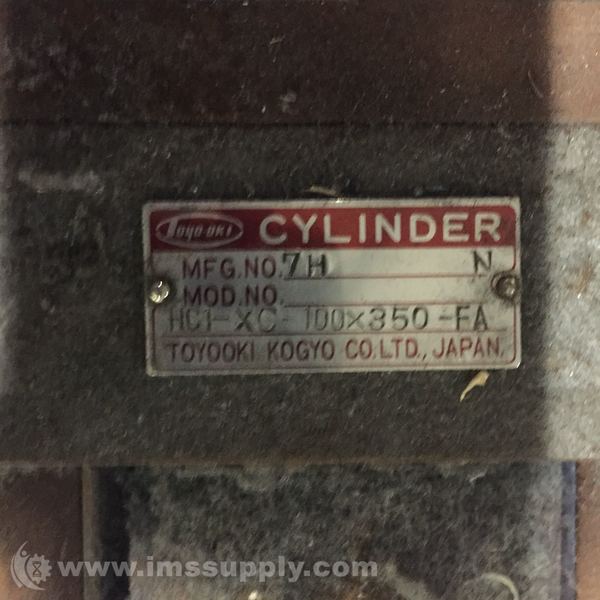 Toyo-oki CYLINDER
MFG.NO. 7H N
MOD.NO.
HC1-XC-100×350-FA
TOYOOKI KOGYO CO.LTD., JAPAN.
www.imssupply.com